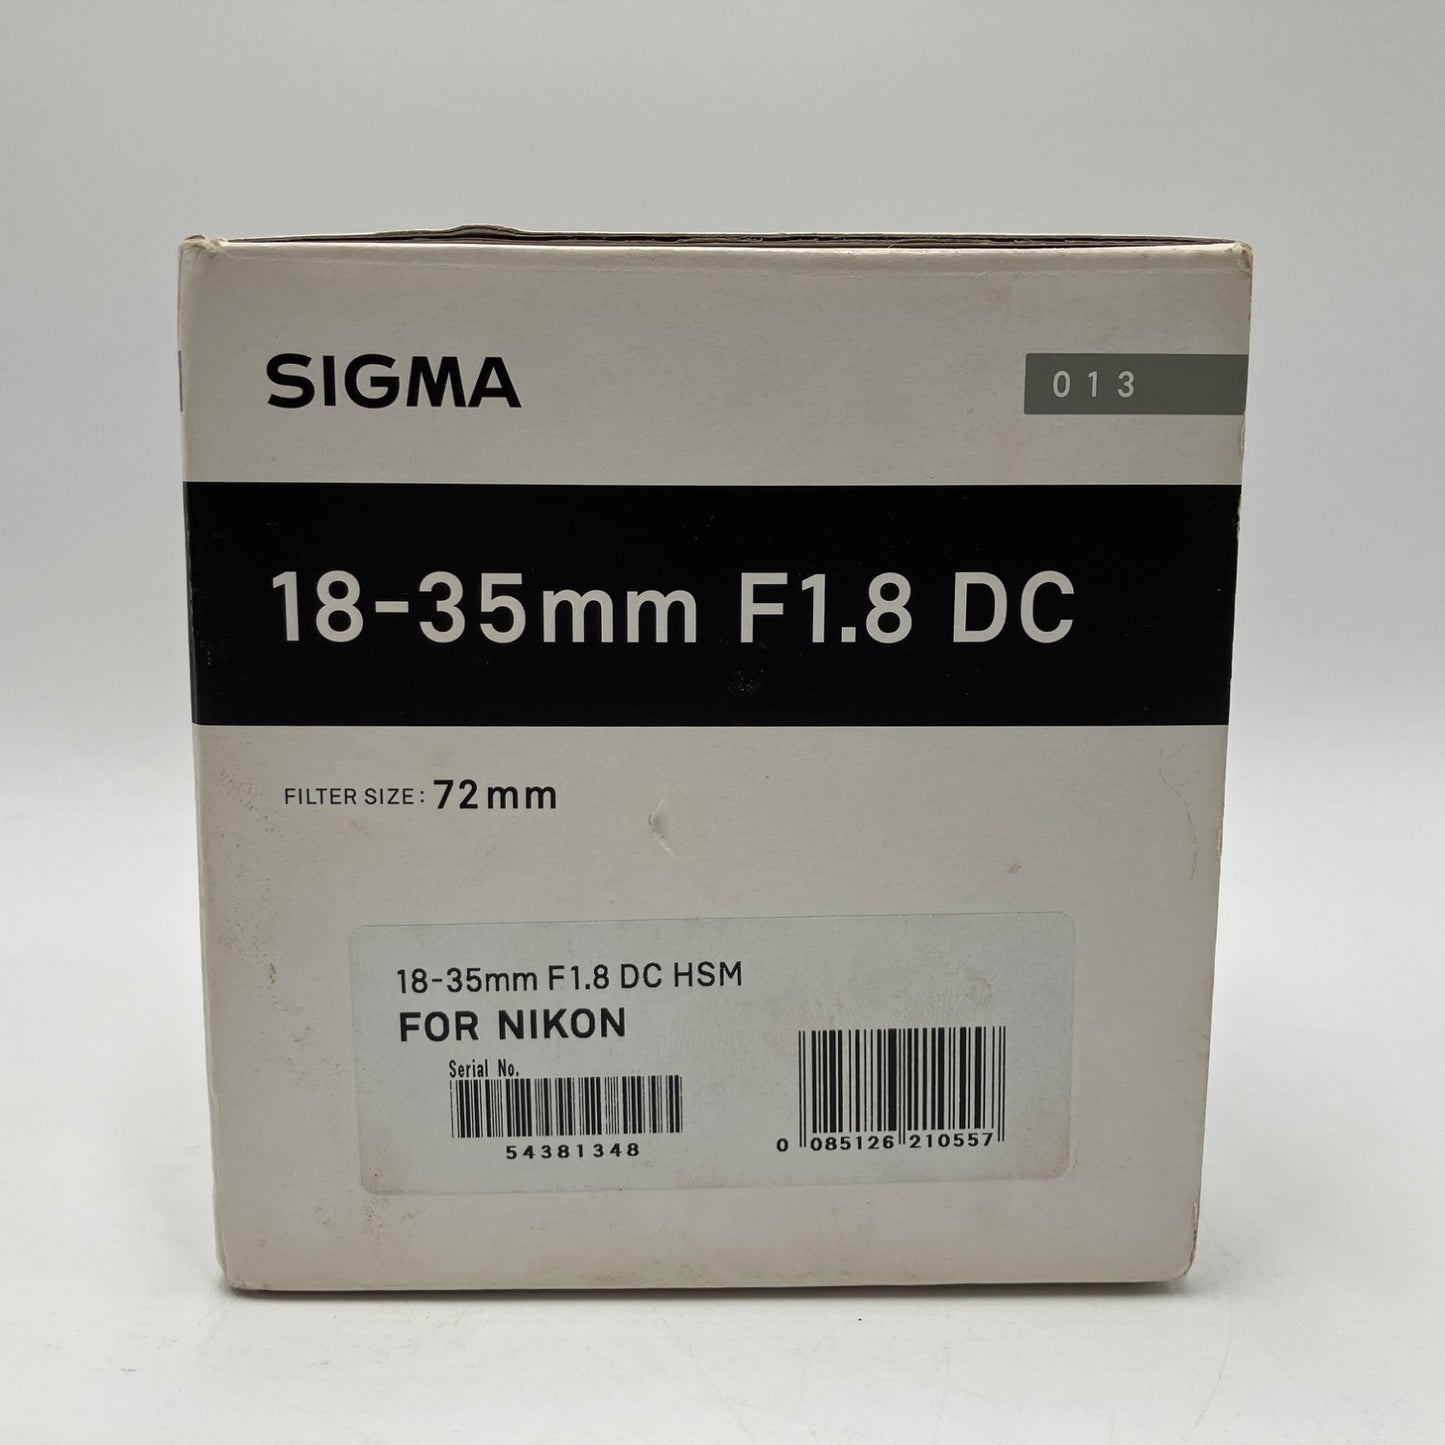 SIGMA
013
18-35mm F1.8 DC
FILTER SIZE: 72mm
18-35mm F1.8 DC HSM
FOR NIKON
Serial No.
54381348
0 085126 210557